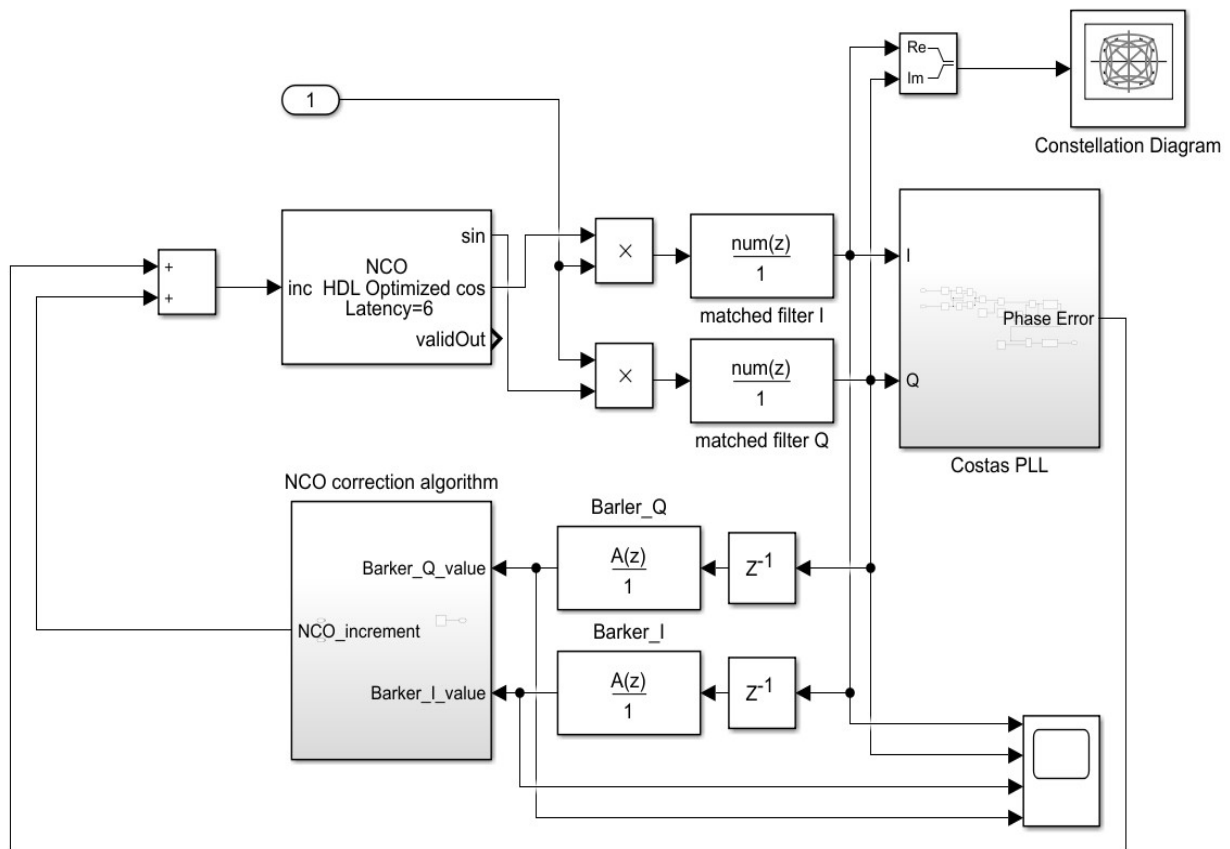 Re
Im
Constellation Diagram
1
NCO
HDL Optimized
Latency=6
inc
sin
cos
validOut
+
+
×
×
num(z)
1
matched filter I
num(z)
1
matched filter Q
I
Q
Phase Error
Costas PLL
NCO correction algorithm
Barker_Q_value
NCO_increment
Barker_I_value
Barler_Q
A(z)
1
Z-1
Barker_I
A(z)
1
Z-1